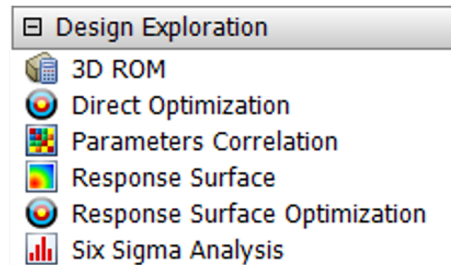 Design Exploration
3D ROM
Direct Optimization
Parameters Correlation
Response Surface
Response Surface Optimization
Six Sigma Analysis